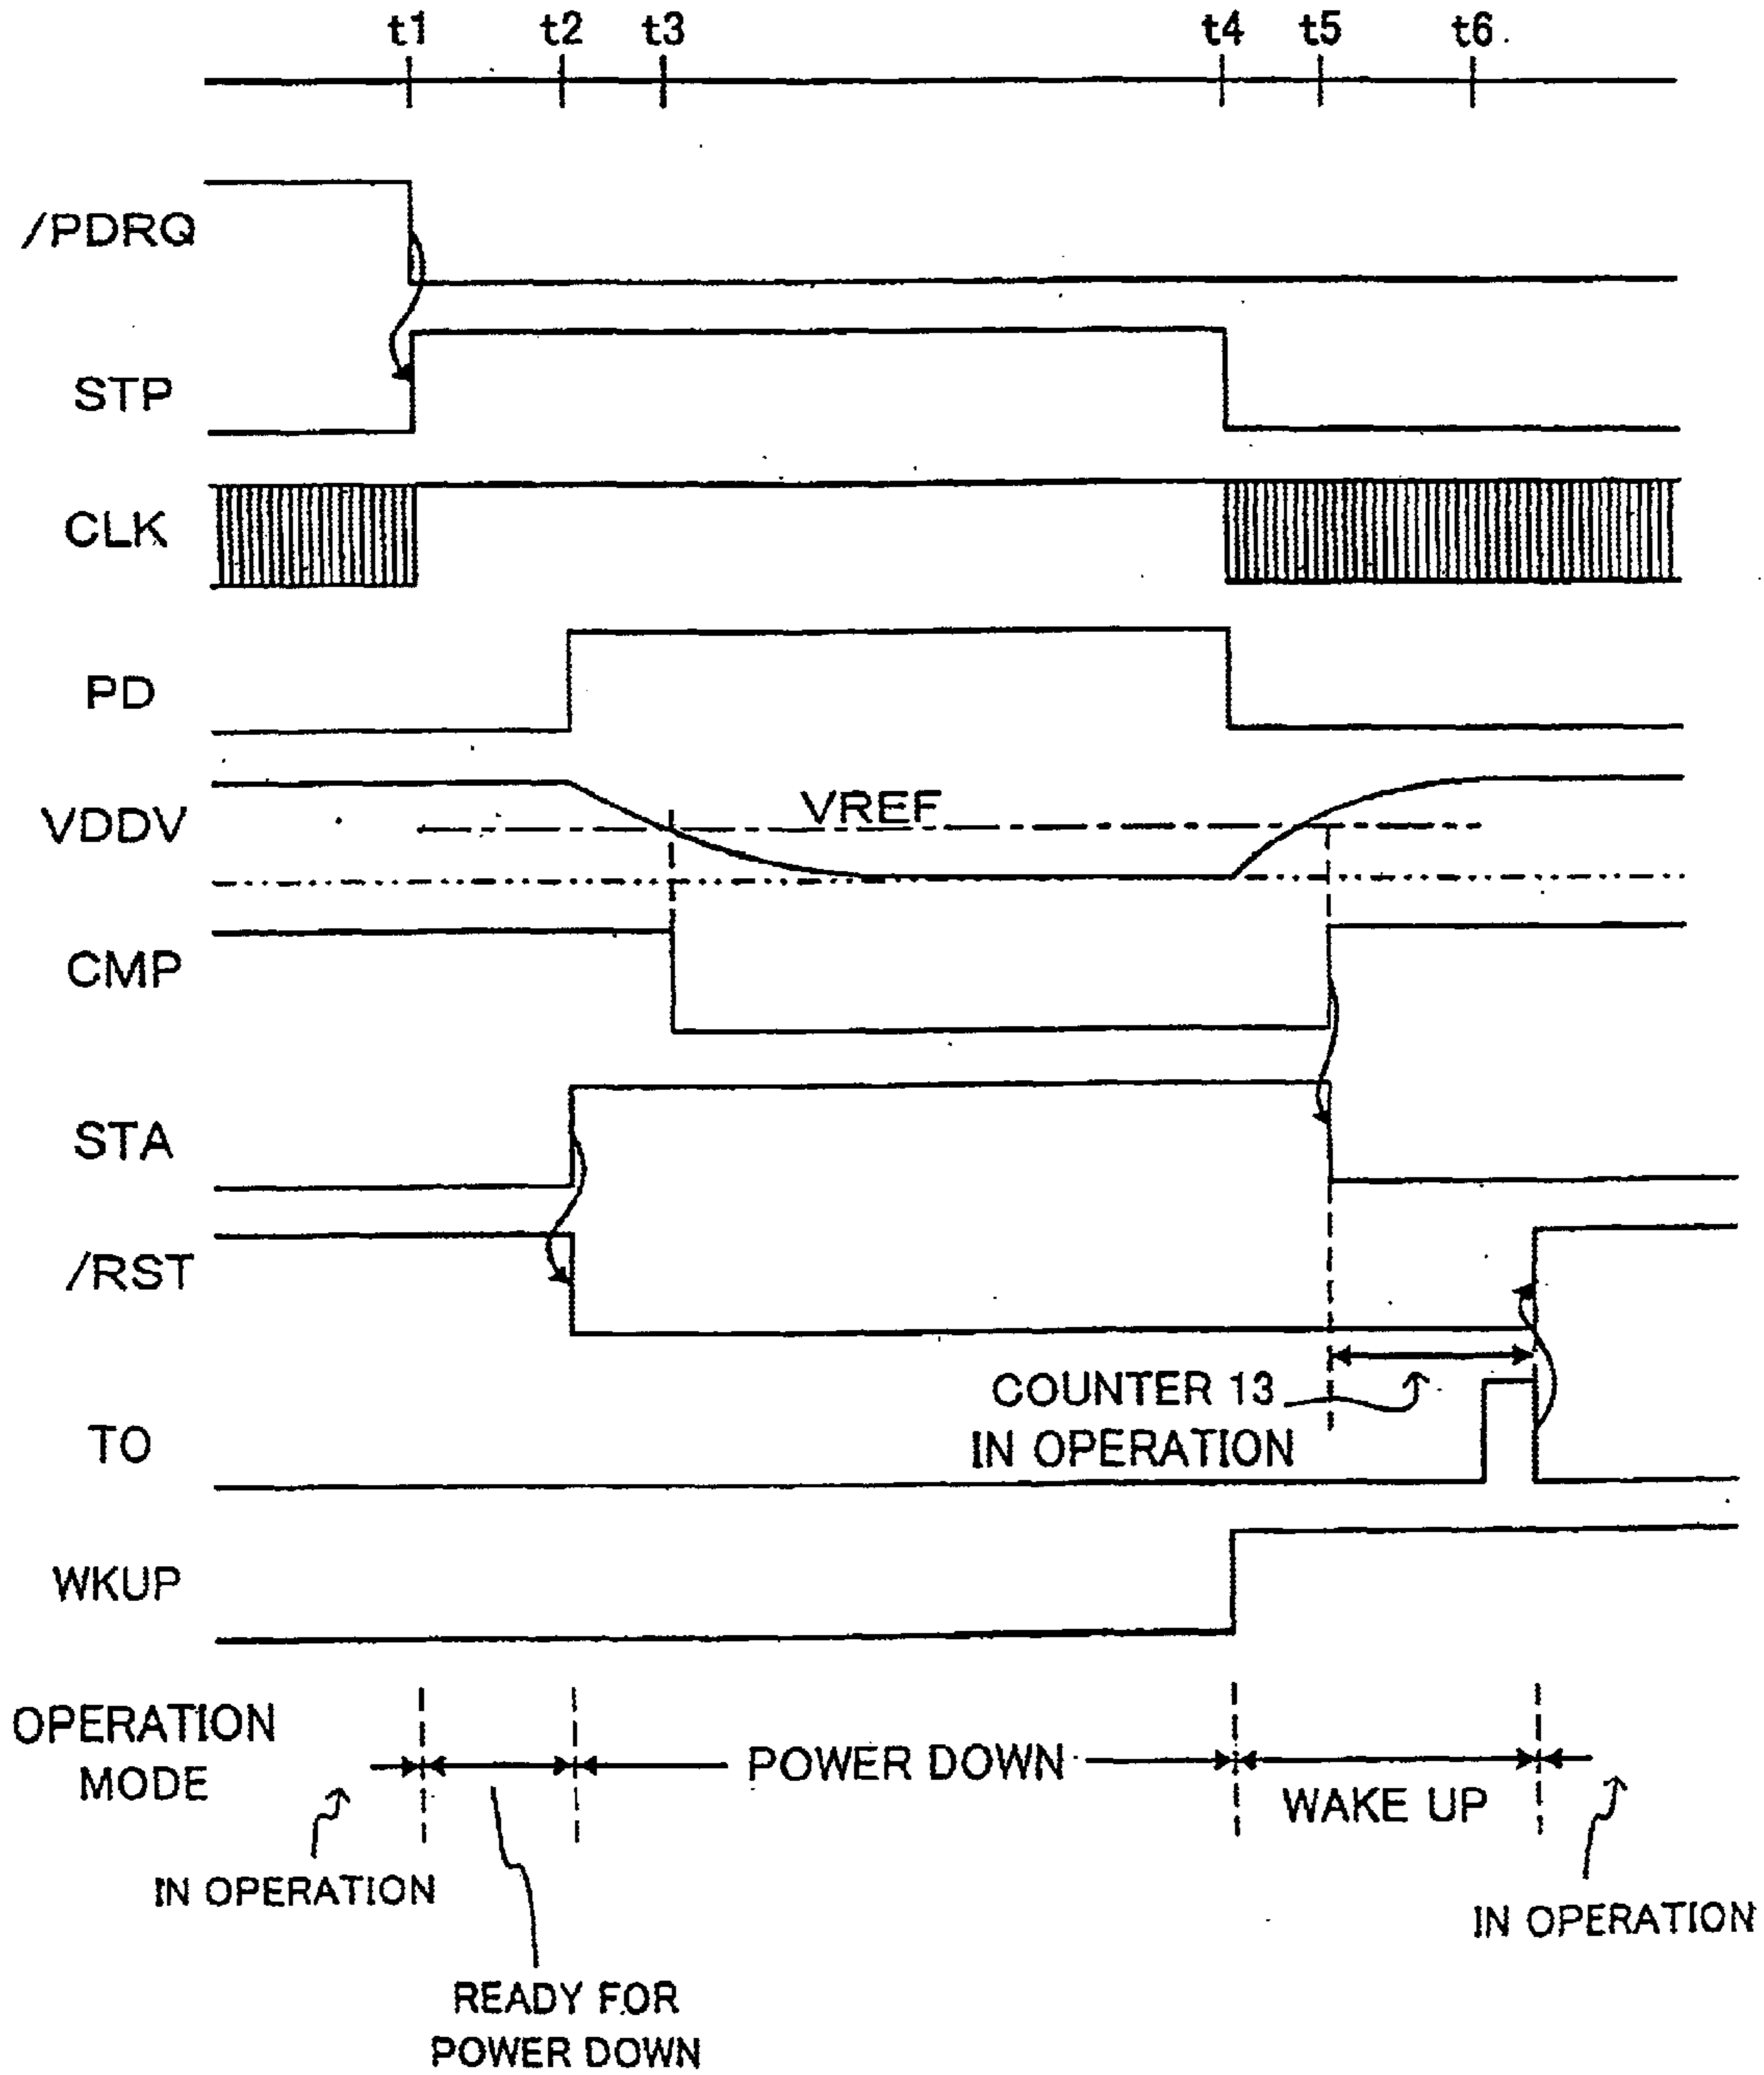 t1 t2 t3 t4 t5 t6
/PDRQ
STP
CLK
PD
VDDV
VREF
CMP
STA
/RST
COUNTER 13
IN OPERATION
TO
WKUP
OPERATION
MODE
POWER DOWN
WAKE UP
IN OPERATION
IN OPERATION
READY FOR
POWER DOWN